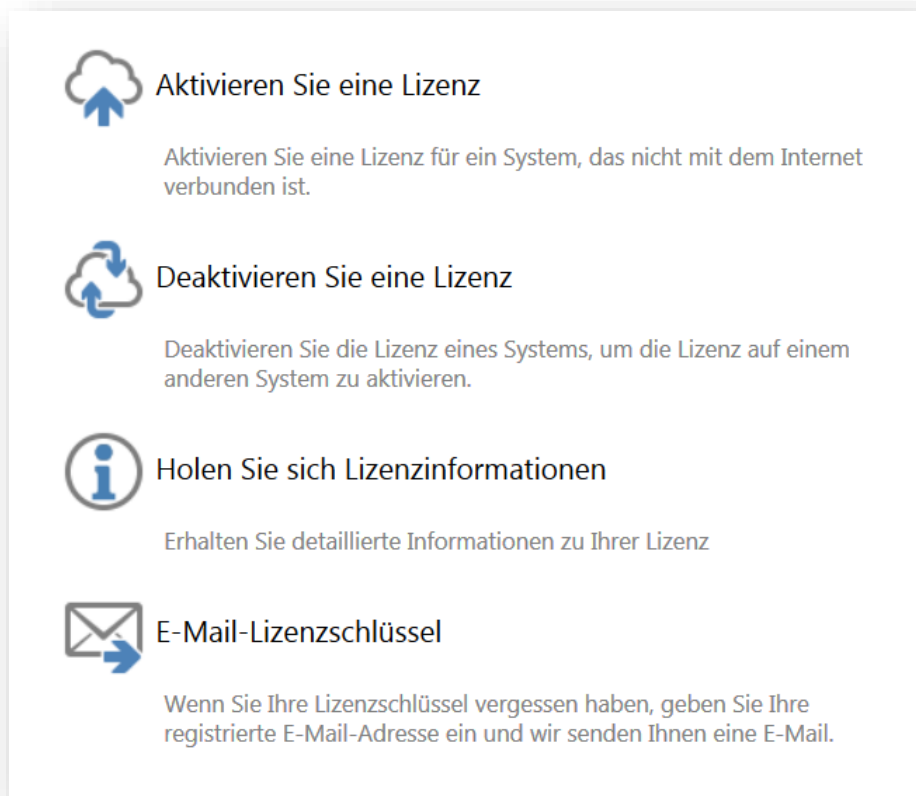 Aktivieren Sie eine Lizenz
Aktivieren Sie eine Lizenz für ein System, das nicht mit dem Internet
verbunden ist.
Deaktivieren Sie eine Lizenz
Deaktivieren Sie die Lizenz eines Systems, um die Lizenz auf einem
anderen System zu aktivieren.
Holen Sie sich Lizenzinformationen
Erhalten Sie detaillierte Informationen zu Ihrer Lizenz
E-Mail-Lizenzschlüssel
Wenn Sie Ihre Lizenzschlüssel vergessen haben, geben Sie Ihre
registrierte E-Mail-Adresse ein und wir senden Ihnen eine E-Mail.